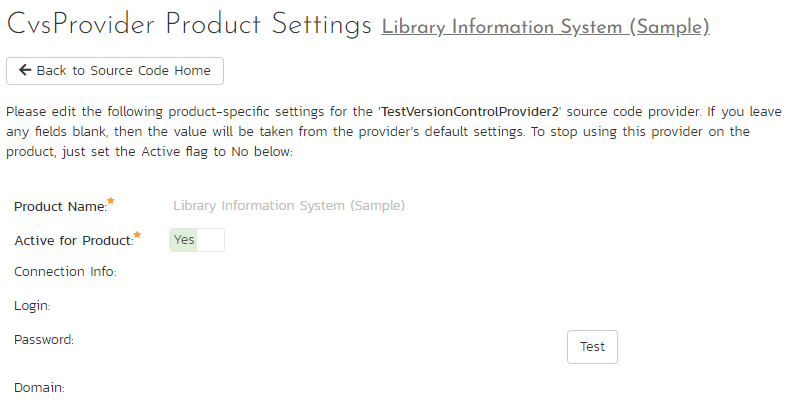 CvsProvider Product Settings Library Information System (Sample)
Back to Source Code Home
Please edit the following product-specific settings for the 'TestVersionControlProvider2' source code provider. If you leave
any fields blank, then the value will be taken from the provider's default settings. To stop using this provider on the
product, just set the Active flag to No below:
Product Name: Library Information System (Sample)
Active for Product: Yes
Connection Info:
Login:
Password:
Test
Domain: